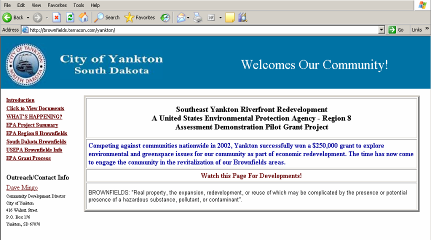 File Edit View Favorites Tools Help
Back Search Favorites
Address http://brownfields.terracon.com/yankton/ Go Links
City of Yankton
South Dakota
Welcomes Our Community!
Introduction
Click to View Documents
WHAT'S HAPPENING?
EPA Project Summary
EPA Region 8 Brownfields
South Dakota Brownfields
USEPA Brownfields Info
EPA Grant Process
Outreach/Contact Info
Dave Mingo
Community Development Director
City of Yankton
416 Walnut Street
P.O. Box 176
Yankton, SD 57078
Southeast Yankton Riverfront Redevelopment
A United States Environmental Protection Agency - Region 8
Assessment Demonstration Pilot Grant Project
Competing against communities nationwide in 2002, Yankton successfully won a $250,000 grant to explore
environmental and greenspace issues for our community as part of economic redevelopment. The time has now come
to engage the community in the revitalization of our Brownfields areas.
Watch this Page For Developments!
BROWNFIELDS: "Real property, the expansion, redevelopment, or reuse of which may be complicated by the presence or potential
presence of a hazardous substance, pollutant, or contaminant".